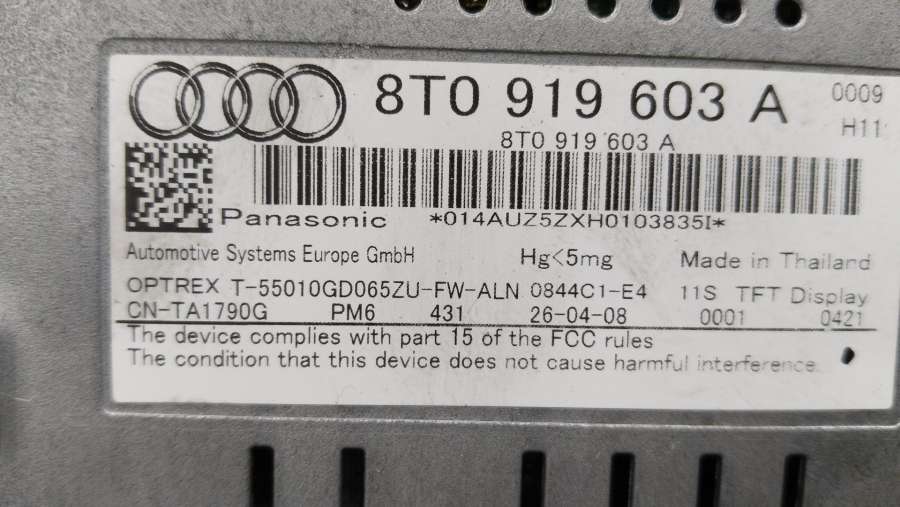 8T0 919 603 A 0009
H11
8T0 919 603 A
Panasonic *014AUZ5ZXH0103835I*
Automotive Systems Europe GmbH Hg<5mg Made in Thailand
OPTREX T-55010GD065ZU-FW-ALN 0844C1-E4 11S TFT Display
CN-TA1790G PM6 431 26-04-08 0001 0421
The device complies with part 15 of the FCC rules
The condition that this device does not cause harmful interference.